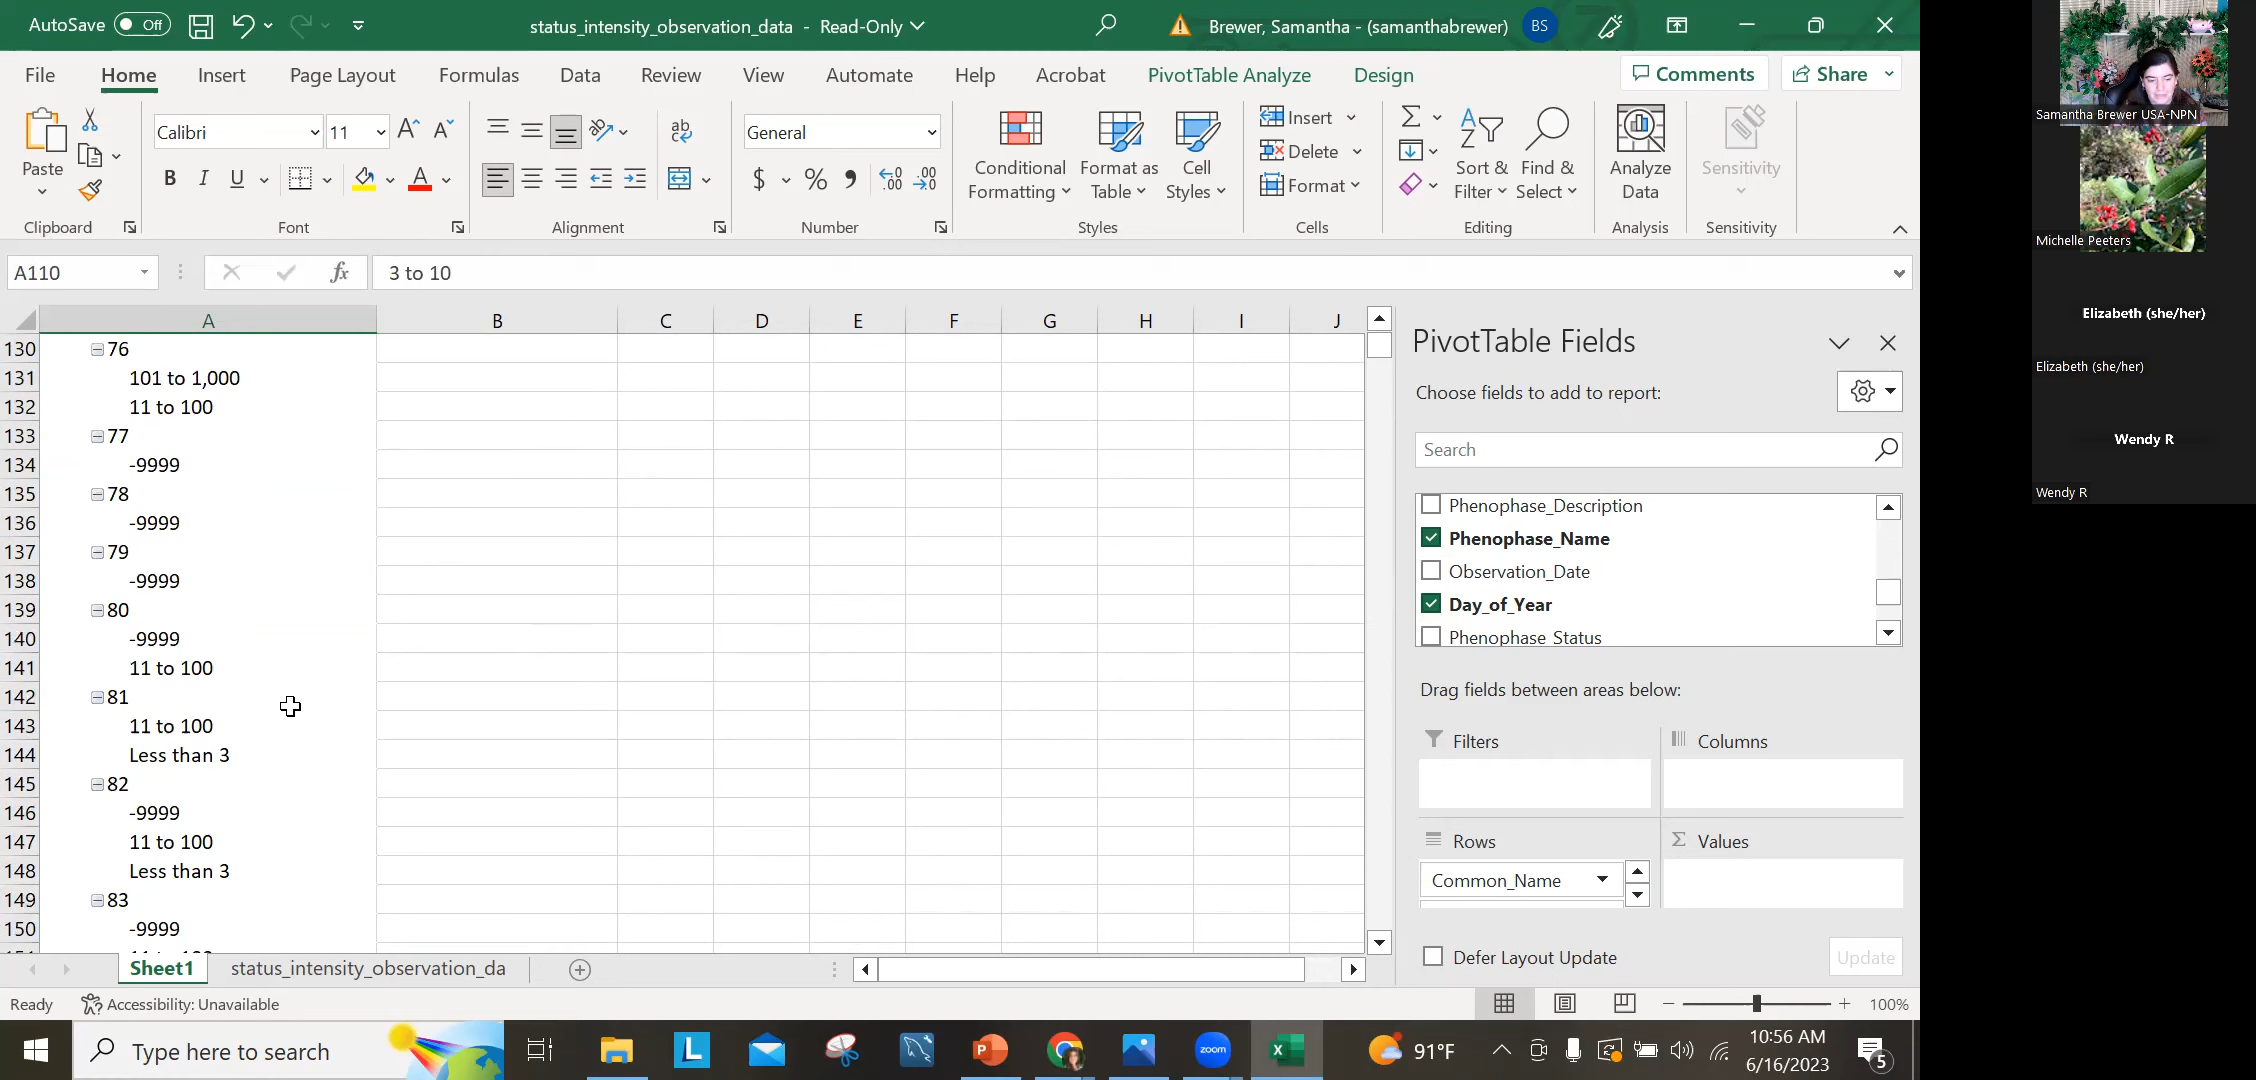 AutoSave Off status_intensity_observation_data - Read-Only Brewer, Samantha - (samanthabrewer) BS
File Home Insert Page Layout Formulas Data Review View Automate Help Acrobat PivotTable Analyze Design Comments Share
Paste
Clipboard
Calibri 11
B I U
Font
ab
Alignment
General
$ %
Number
Conditional Formatting
Format as Table
Cell Styles
Styles
Insert
Delete
Format
Cells
Sort & Filter
Find & Select
Editing
Analyze Data
Analysis
Sensitivity
Sensitivity
A110 fx 3 to 10
A B C D E F G H I J
130 76
131 101 to 1,000
132 11 to 100
133 77
134 -9999
135 78
136 -9999
137 79
138 -9999
139 80
140 -9999
141 11 to 100
142 81
143 11 to 100
144 Less than 3
145 82
146 -9999
147 11 to 100
148 Less than 3
149 83
150 -9999
PivotTable Fields
Choose fields to add to report:
Search
Phenophase_Description
Phenophase_Name
Observation_Date
Day_of_Year
Phenophase_Status
Drag fields between areas below:
Filters Columns
Rows Values
Common_Name
Defer Layout Update Update
Sheet1 status_intensity_observation_da
Ready Accessibility: Unavailable 100%
Type here to search
L
P
zoom
X
91°F
10:56 AM
6/16/2023
5
Samantha Brewer USA-NPN
Michelle Peeters
Elizabeth (she/her)
Elizabeth (she/her)
Wendy R
Wendy R